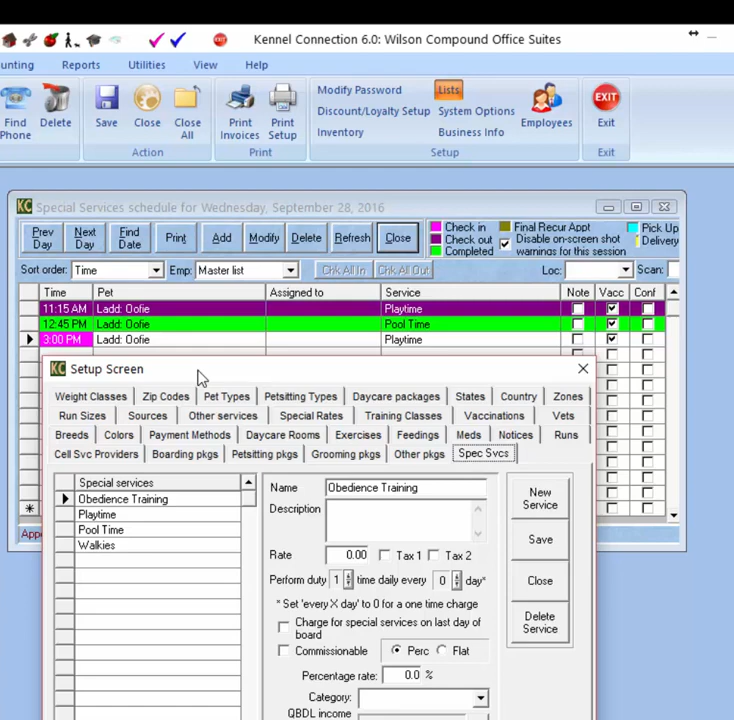 Kennel Connection 6.0: Wilson Compound Office Suites
unting Reports Utilities View Help
Find Phone
Delete
Save
Close
Close All
Action
Print Invoices
Print Setup
Print
Modify Password Lists
Discount/Loyalty Setup System Options
Inventory Business Info
Employees
Setup
EXIT
Exit
Exit
KC Special Services schedule for Wednesday, September 28, 2016
Prev Day
Next Day
Find Date
Print
Add
Modify
Delete
Refresh
Close
Check in
Check out
Completed
Final Recur Appt
Disable on-screen shot
warnings for this session
Pick Up
Delivery
Sort order: Time Emp: Master list Chk All In Chk All Out Loc: Scan:
Time Pet Assigned to Service Note Vacc Conf
11:15 AM Ladd: Oofie Playtime
12:45 PM Ladd: Oofie Pool Time
3:00 PM Ladd: Oofie Playtime
KC Setup Screen
Weight Classes Zip Codes Pet Types Petsitting Types Daycare packages States Country Zones
Run Sizes Sources Other services Special Rates Training Classes Vaccinations Vets
Breeds Colors Payment Methods Daycare Rooms Exercises Feedings Meds Notices Runs
Cell Svc Providers Boarding pkgs Petsitting pkgs Grooming pkgs Other pkgs Spec Svcs
Appo
Special services
Obedience Training
Playtime
Pool Time
Walkies
Name Obedience Training
Description
Rate 0.00 Tax 1 Tax 2
Perform duty 1 time daily every 0 day*
* Set 'every X day' to 0 for a one time charge
Charge for special services on last day of
board
Commissionable Perc Flat
Percentage rate: 0.0 %
Category:
QBDL income
New Service
Save
Close
Delete Service